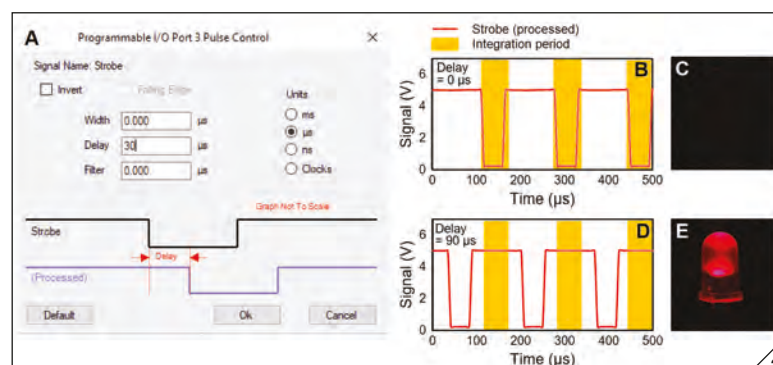 A
Programmable I/O Port 3 Pulse Control
Signal Name: Strobe
Invert
Falling Edge
Units
Width 0.000 µs
Delay 30 µs
Filter 0.000 µs
ms
µs
ns
Clocks
Graph Not To Scale
Strobe
Delay
(Processed)
Default
Ok
Cancel
Strobe (processed)
Integration period
B
Delay
= 0 µs
Signal (V)
6
4
2
0
0 100 200 300 400 500
Time (µs)
C
D
Delay
= 90 µs
Signal (V)
6
4
2
0
0 100 200 300 400 500
Time (µs)
E